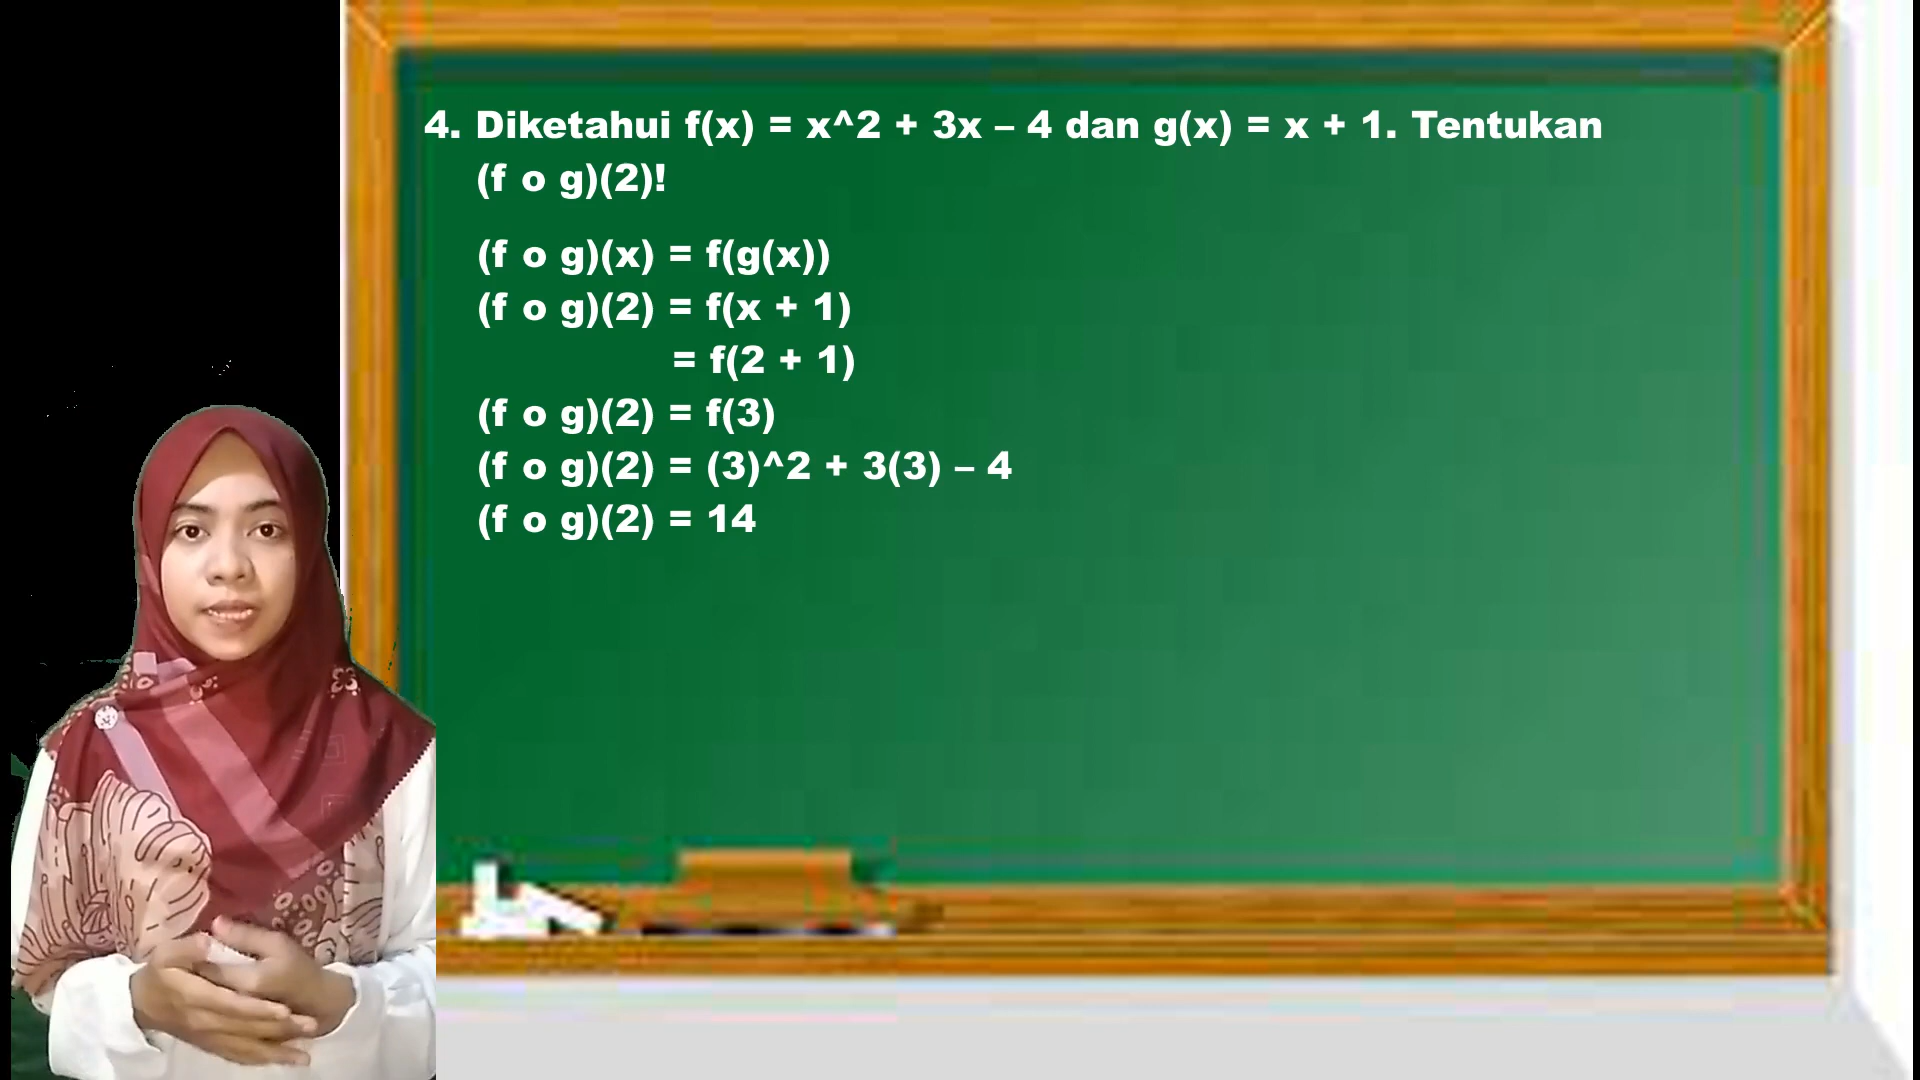 4. Diketahui f(x) = x^2 + 3x – 4 dan g(x) = x + 1. Tentukan
(f o g)(2)!
(f o g)(x) = f(g(x))
(f o g)(2) = f(x + 1)
= f(2 + 1)
(f o g)(2) = f(3)
(f o g)(2) = (3)^2 + 3(3) – 4
(f o g)(2) = 14